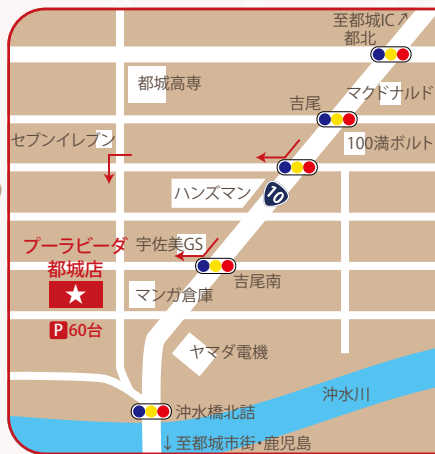 至都城IC
都北
都城高専
マクドナルド
吉尾
セブンイレブン
100満ボルト
ハンズマン
10
プーラビーダ
都城店
宇佐美GS
吉尾南
マンガ倉庫
P60台
ヤマダ電機
沖水川
沖水橋北詰
↓至都城市街・鹿児島